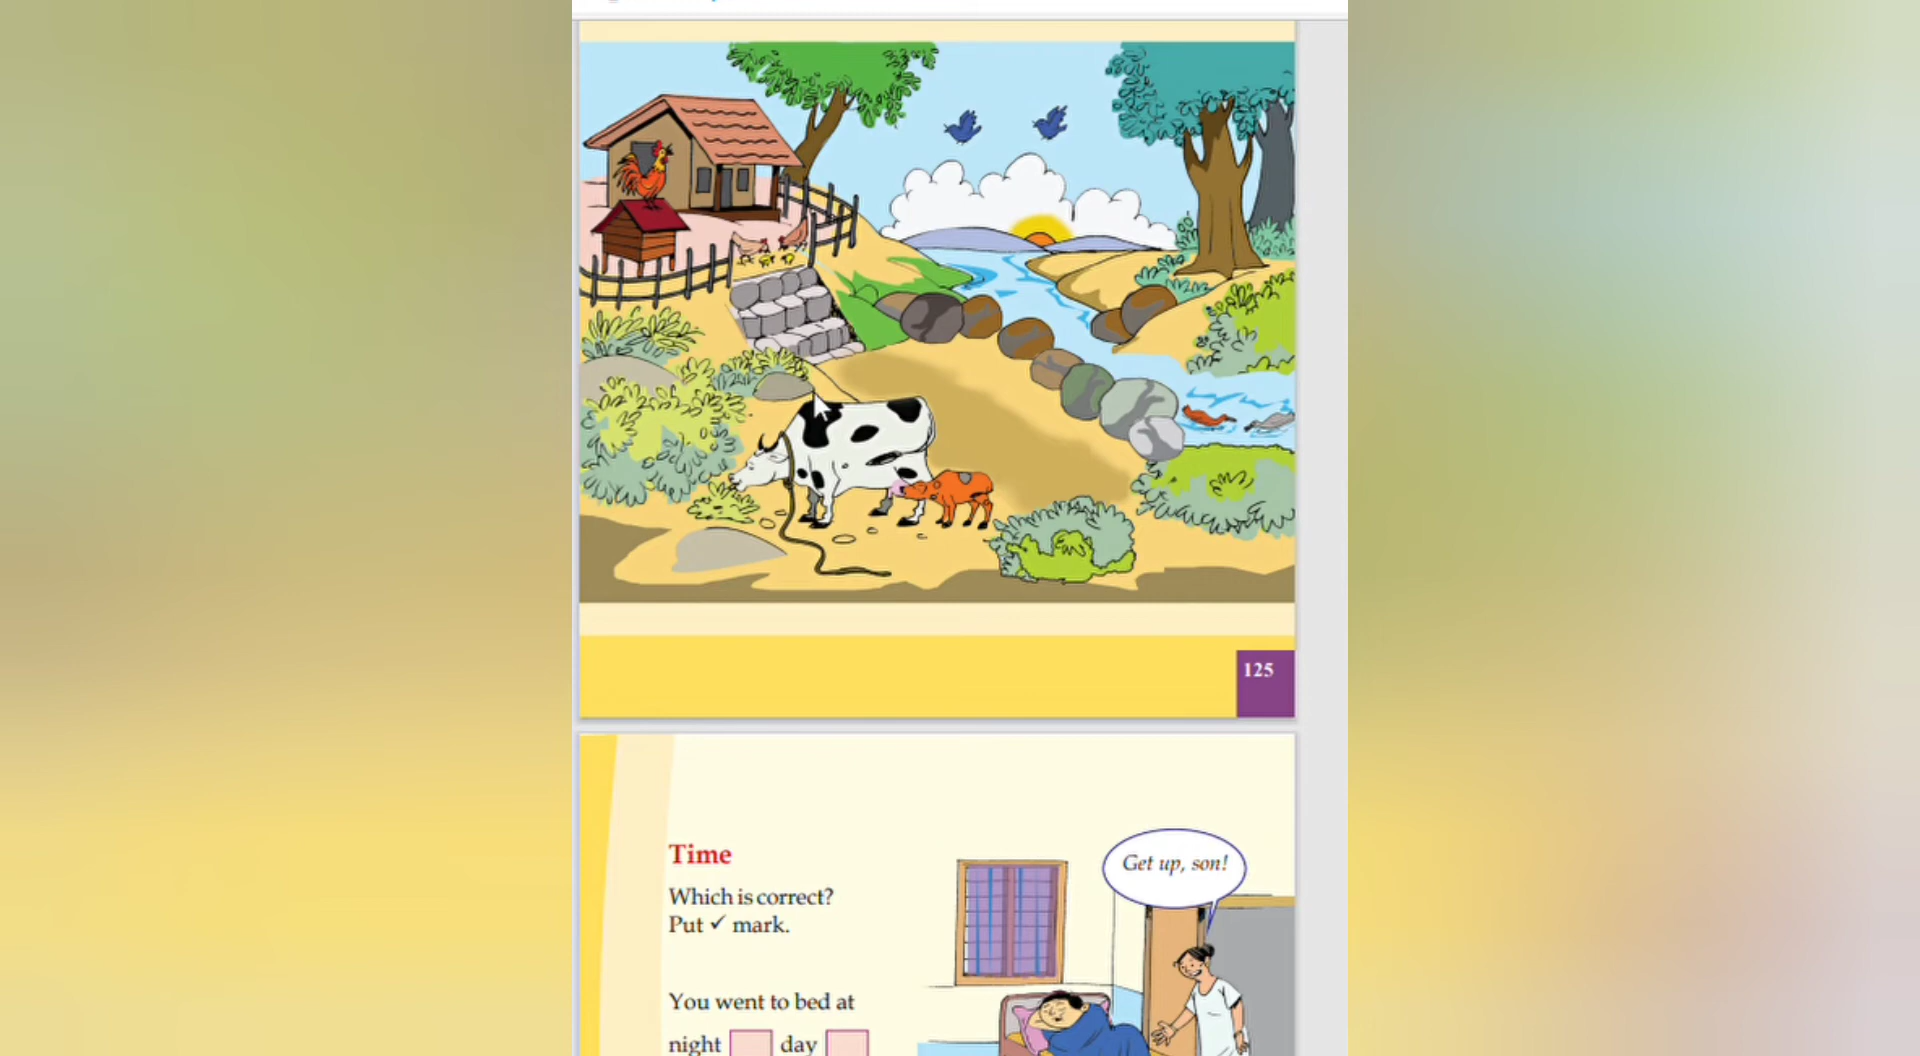 125
Time
Get up, son!
Which is correct?
Put ✓ mark.
You went to bed at
night day